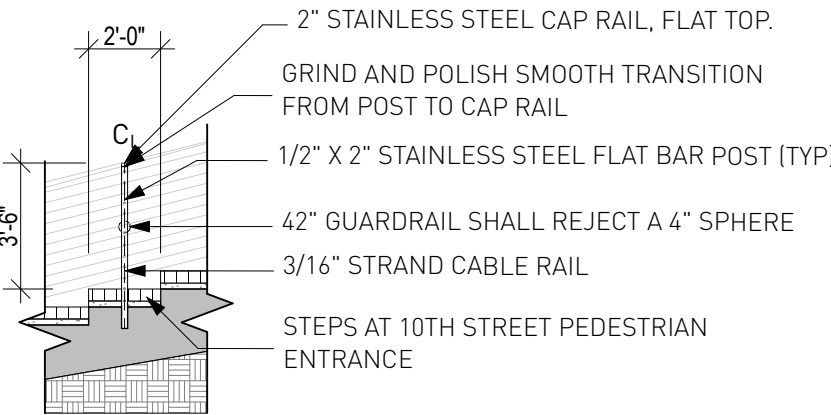 2" STAINLESS STEEL CAP RAIL, FLAT TOP.
2'-0"
GRIND AND POLISH SMOOTH TRANSITION
FROM POST TO CAP RAIL
CL
1/2" X 2" STAINLESS STEEL FLAT BAR POST (TYP)
3'-6"
42" GUARDRAIL SHALL REJECT A 4" SPHERE
3/16" STRAND CABLE RAIL
STEPS AT 10TH STREET PEDESTRIAN
ENTRANCE